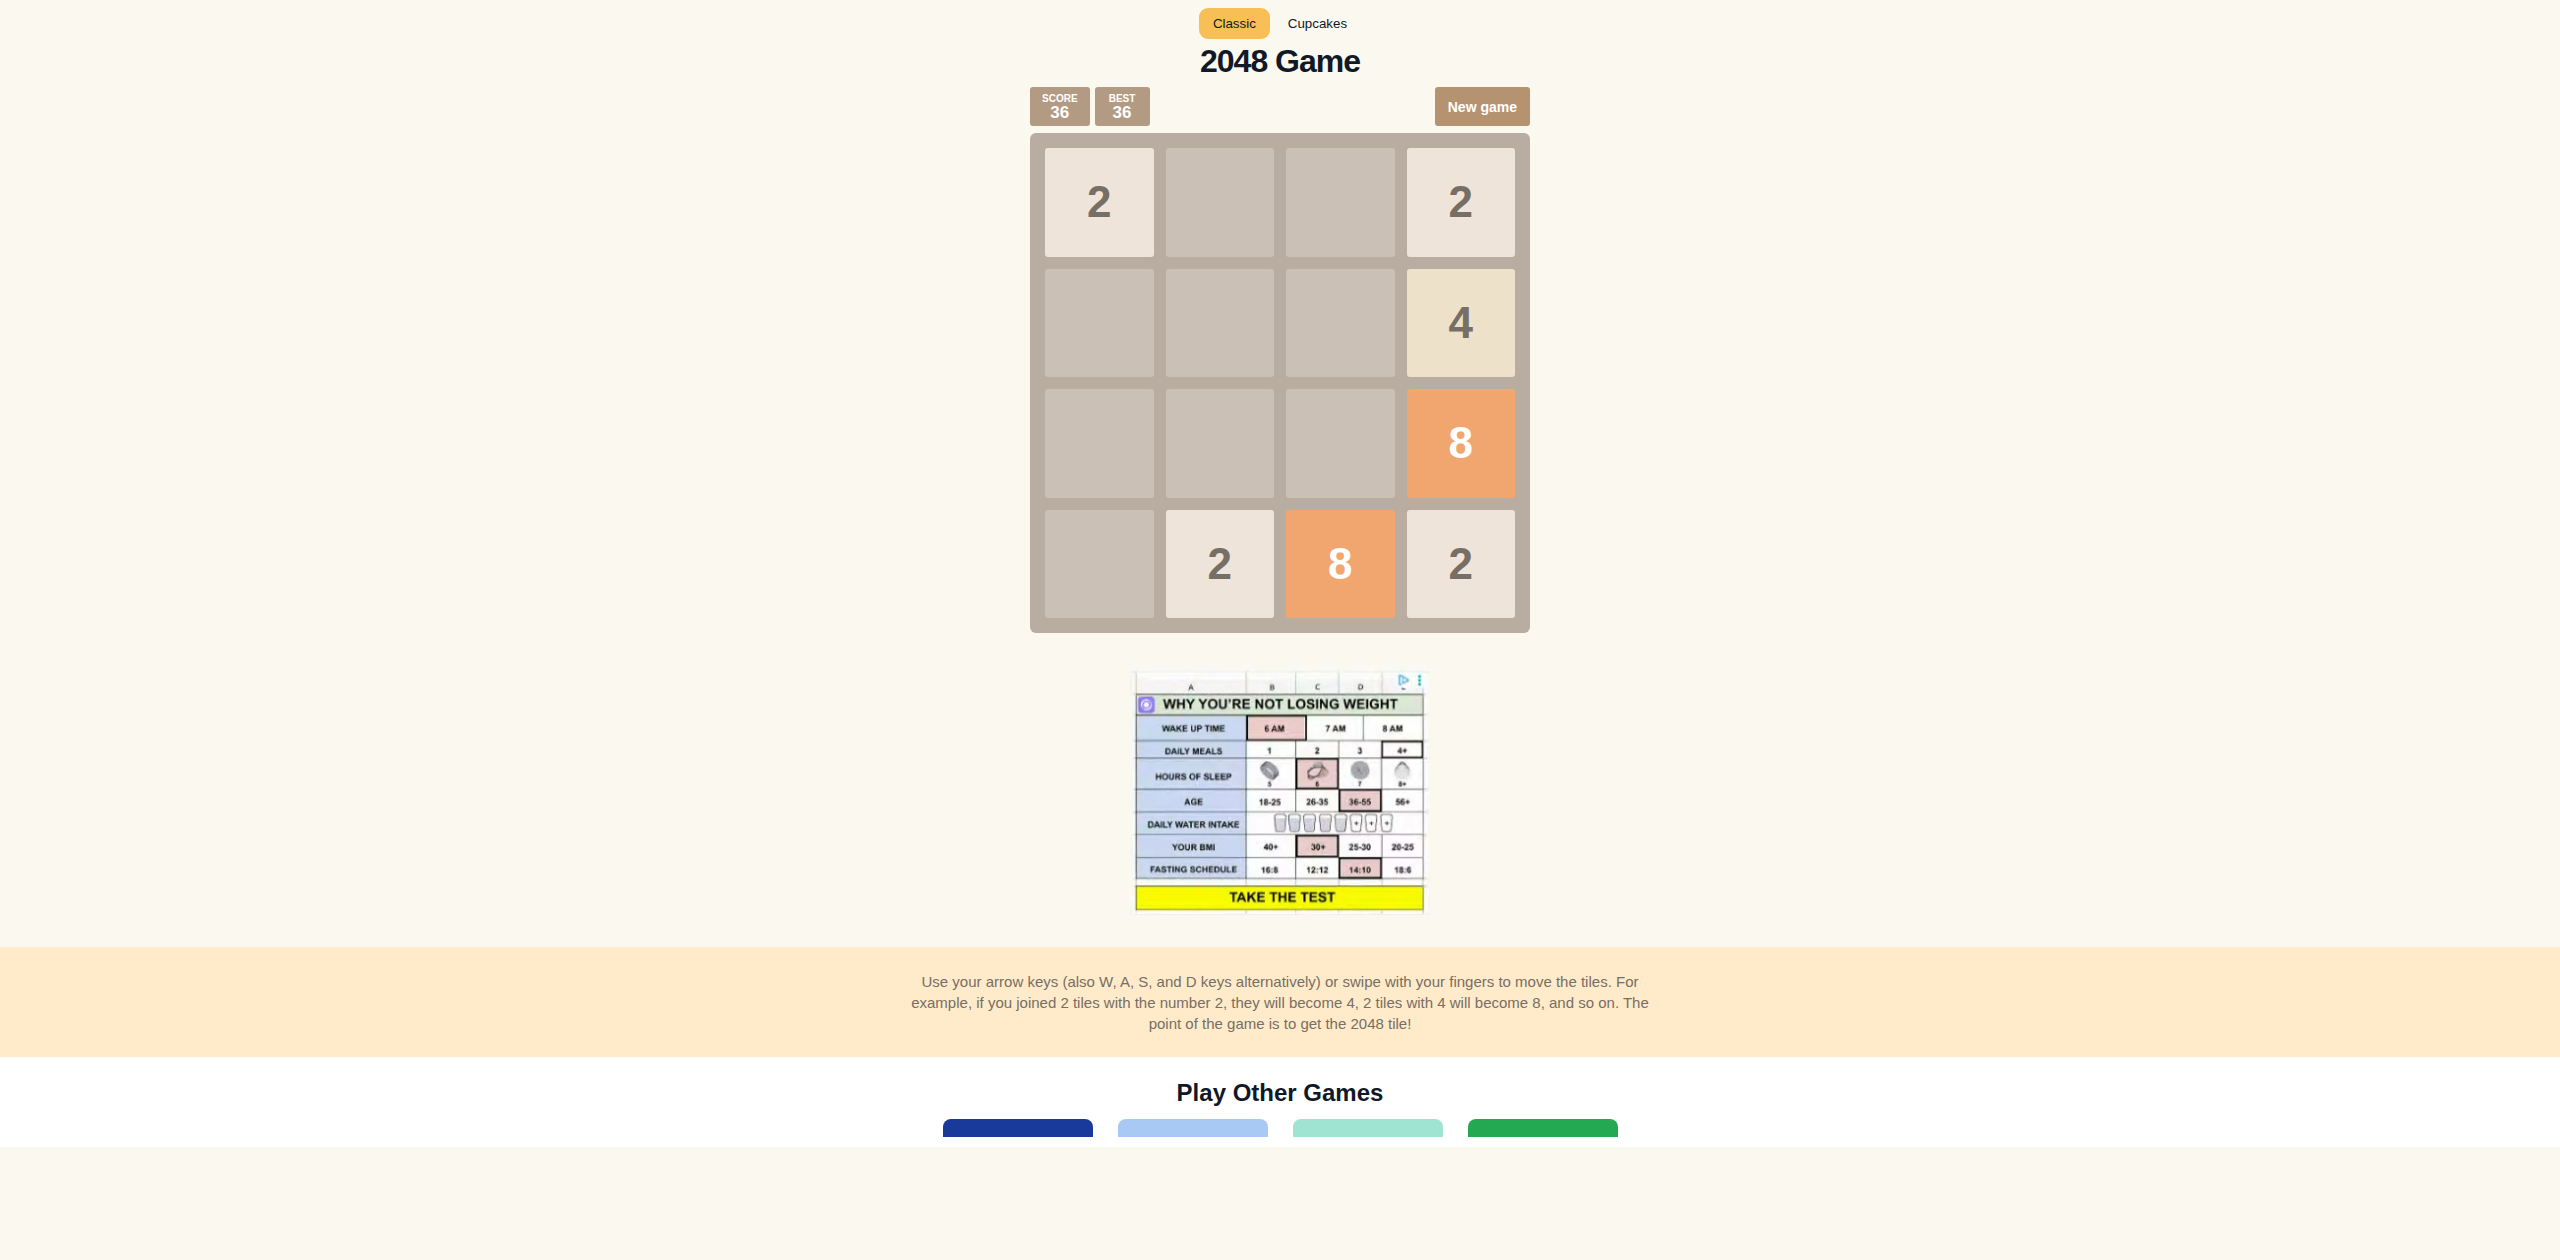 Classic Cupcakes
2048 Game
SCORE BEST
36 36
New game
2 2
4
8
2 8 2
A B C D
WHY YOU'RE NOT LOSING WEIGHT
WAKE UP TIME 6 AM 7 AM 8 AM
DAILY MEALS 1 2 3 4+
HOURS OF SLEEP 5 6 7 8+
AGE 18-25 26-35 36-55 56+
DAILY WATER INTAKE + + +
YOUR BMI 40+ 30+ 25-30 20-25
FASTING SCHEDULE 16:8 12:12 14:10 18:6
TAKE THE TEST
Use your arrow keys (also W, A, S, and D keys alternatively) or swipe with your fingers to move the tiles. For
example, if you joined 2 tiles with the number 2, they will become 4, 2 tiles with 4 will become 8, and so on. The
point of the game is to get the 2048 tile!
Play Other Games